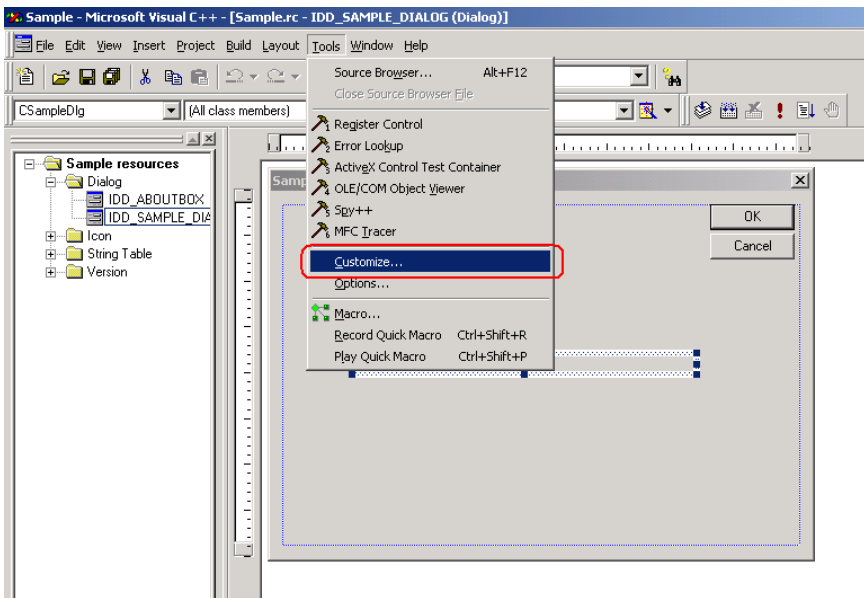 Sample - Microsoft Visual C++ - [Sample.rc - IDD_SAMPLE_DIALOG (Dialog)]
File Edit View Insert Project Build Layout Tools Window Help
CSampleDlg (All class members)
Source Browser... Alt+F12
Close Source Browser File
Register Control
Error Lookup
ActiveX Control Test Container
OLE/COM Object Viewer
Spy++
MFC Tracer
Customize...
Options...
Macro...
Record Quick Macro Ctrl+Shift+R
Play Quick Macro Ctrl+Shift+P
Sample resources
Dialog
IDD_ABOUTBOX
IDD_SAMPLE_DIA
Icon
String Table
Version
Samp
OK
Cancel